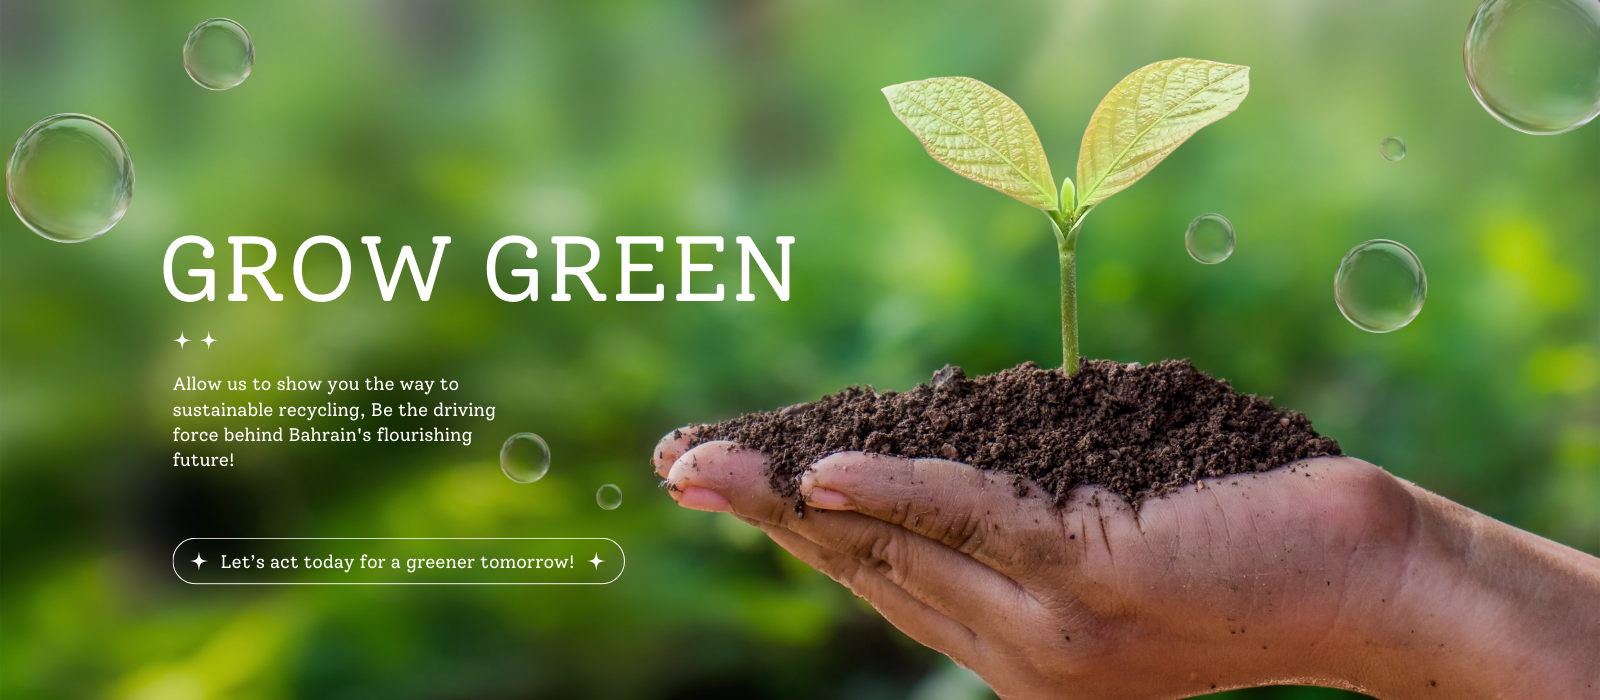 GROW GREEN
Allow us to show you the way to
sustainable recycling, Be the driving
force behind Bahrain's flourishing
future!
Let’s act today for a greener tomorrow!